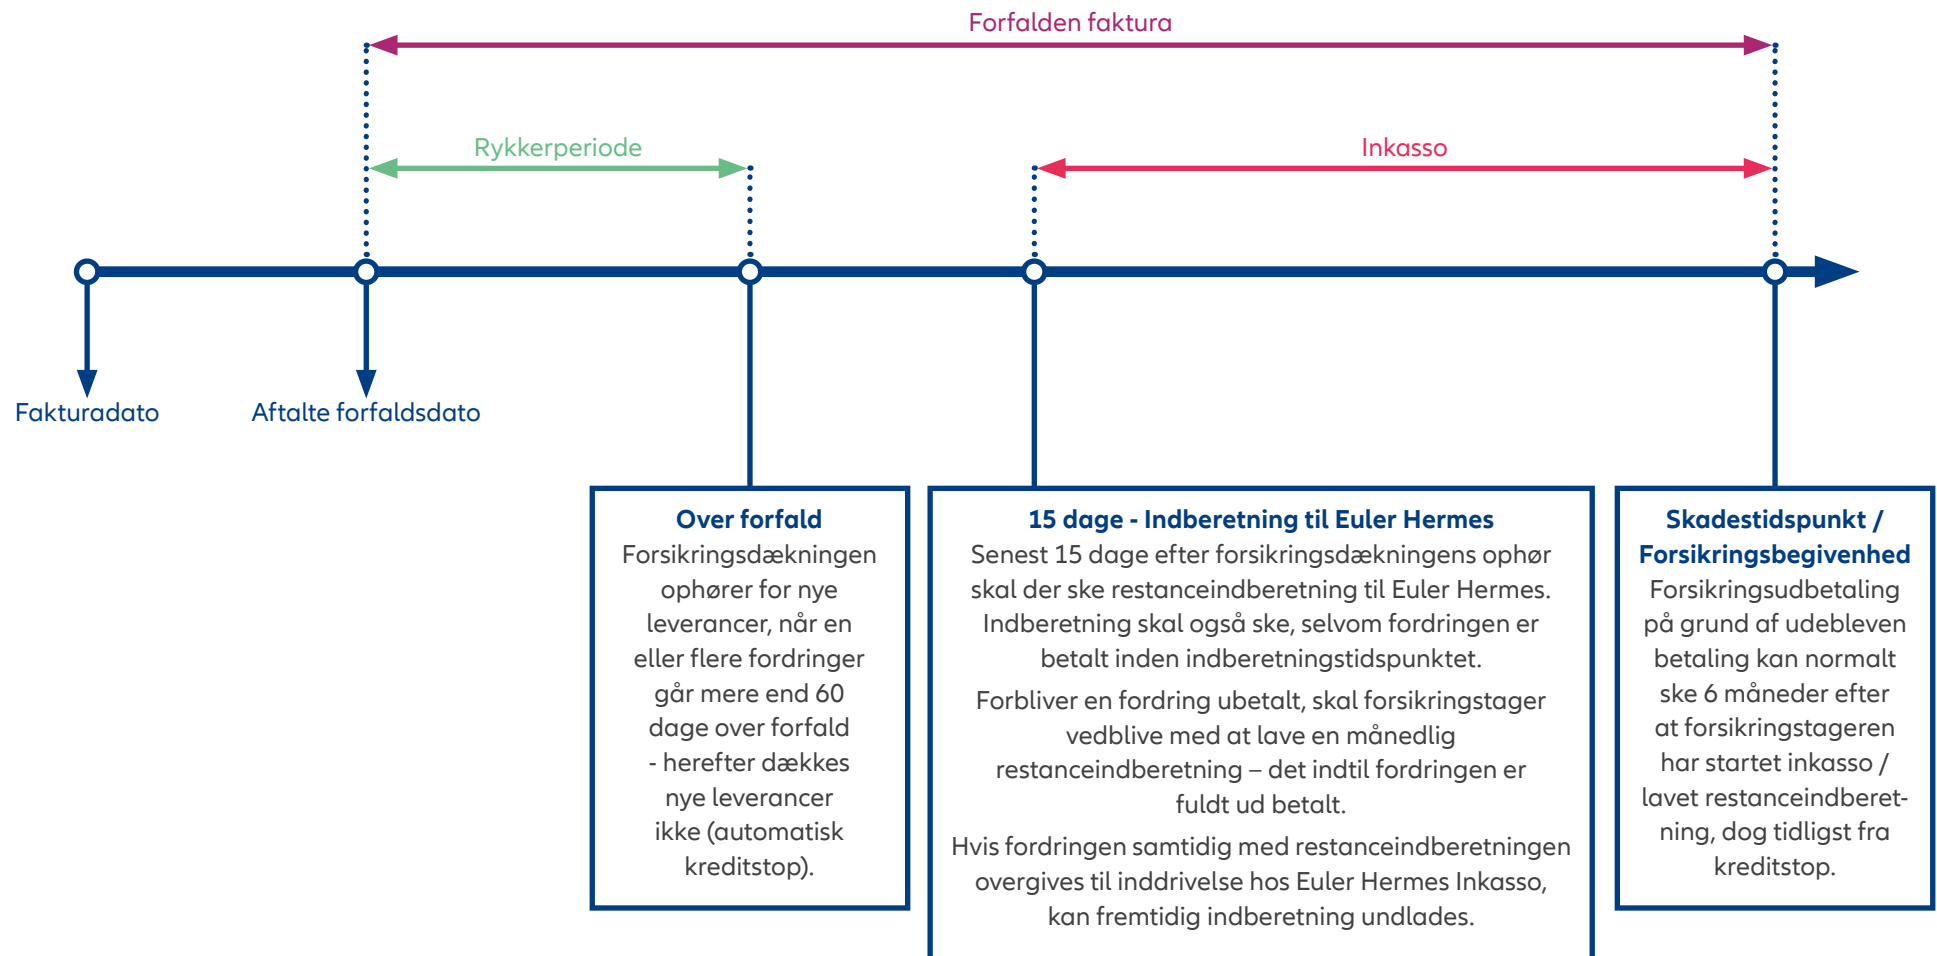 Forfalden faktura
Rykkerperiode
Inkasso
Fakturadato
Aftalte forfaldsdato
Over forfald
Forsikringsdækningen
ophører for nye
leverancer, når en
eller flere fordringer
går mere end 60
dage over forfald
- herefter dækkes
nye leverancer
ikke (automatisk
kreditstop).
15 dage - Indberetning til Euler Hermes
Senest 15 dage efter forsikringsdækningens ophør
skal der ske restanceindberetning til Euler Hermes.
Indberetning skal også ske, selvom fordringen er
betalt inden indberetningstidspunktet.
Forbliver en fordring ubetalt, skal forsikringstager
vedblive med at lave en månedlig
restanceindberetning – det indtil fordringen er
fuldt ud betalt.
Hvis fordringen samtidig med restanceindberetningen
overgives til inddrivelse hos Euler Hermes Inkasso,
kan fremtidig indberetning undlades.
Skadestidspunkt /
Forsikringsbegivenhed
Forsikringsudbetaling
på grund af udebleven
betaling kan normalt
ske 6 måneder efter
at forsikringstageren
har startet inkasso /
lavet restanceindberet-
ning, dog tidligst fra
kreditstop.